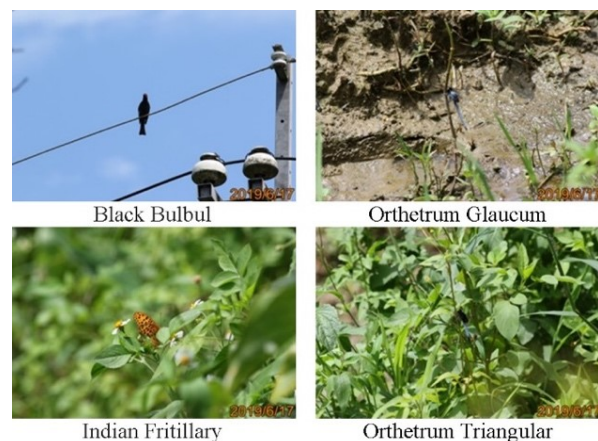 2019/6/17
2019/6/17
Black Bulbul
Orthetrum Glaucum
2019/6/17
2019/6/17
Indian Fritillary
Orthetrum Triangular